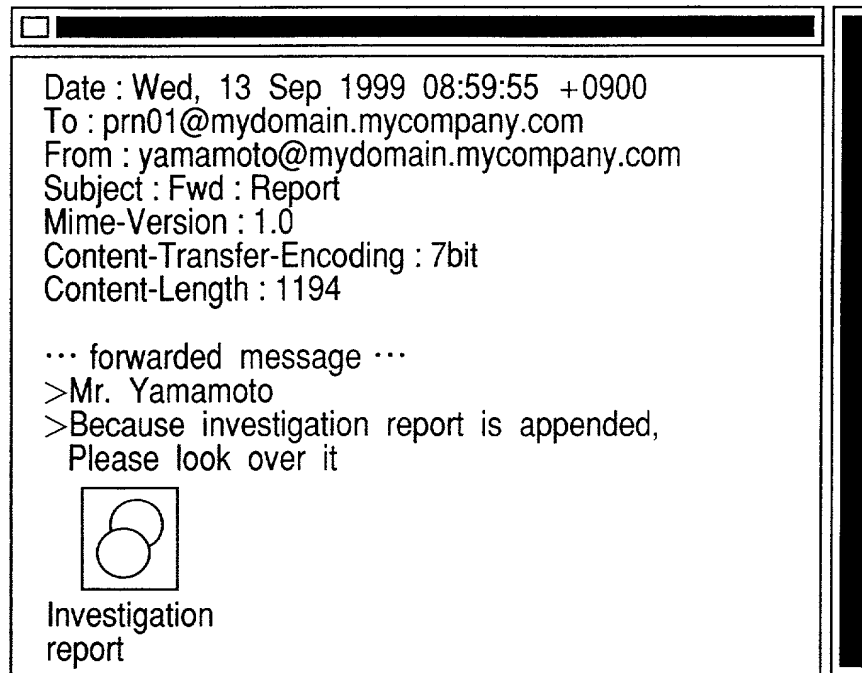 Date : Wed, 13 Sep 1999 08:59:55 +0900
To : prn01@mydomain.mycompany.com
From : yamamoto@mydomain.mycompany.com
Subject : Fwd : Report
Mime-Version : 1.0
Content-Transfer-Encoding : 7bit
Content-Length : 1194
··· forwarded message ···
>Mr. Yamamoto
>Because investigation report is appended,
Please look over it
Investigation
report